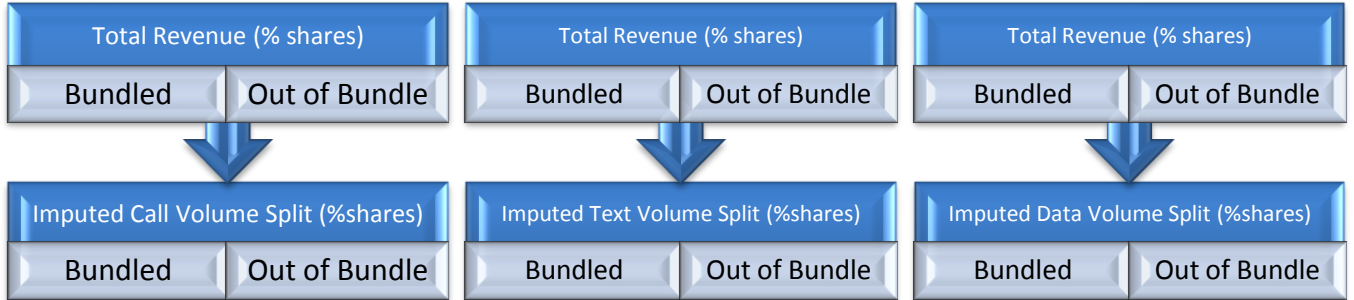 Total Revenue (% shares)
Bundled Out of Bundle
Imputed Call Volume Split (%shares)
Bundled Out of Bundle
Total Revenue (% shares)
Bundled Out of Bundle
Imputed Text Volume Split (%shares)
Bundled Out of Bundle
Total Revenue (% shares)
Bundled Out of Bundle
Imputed Data Volume Split (%shares)
Bundled Out of Bundle